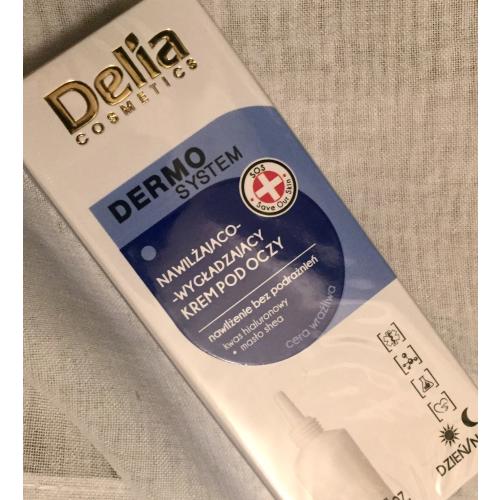 Delia
COSMETICS
DERMO
SYSTEM
SOS
Save Our Skin
NAWILŻAJĄCO-
-WYGŁADZAJĄCY
KREM POD OCZY
nawilżenie bez podrażnień
kwas hialuronowy
• masło shea
cera wrażliwa
DZIEŃ/N
oz.